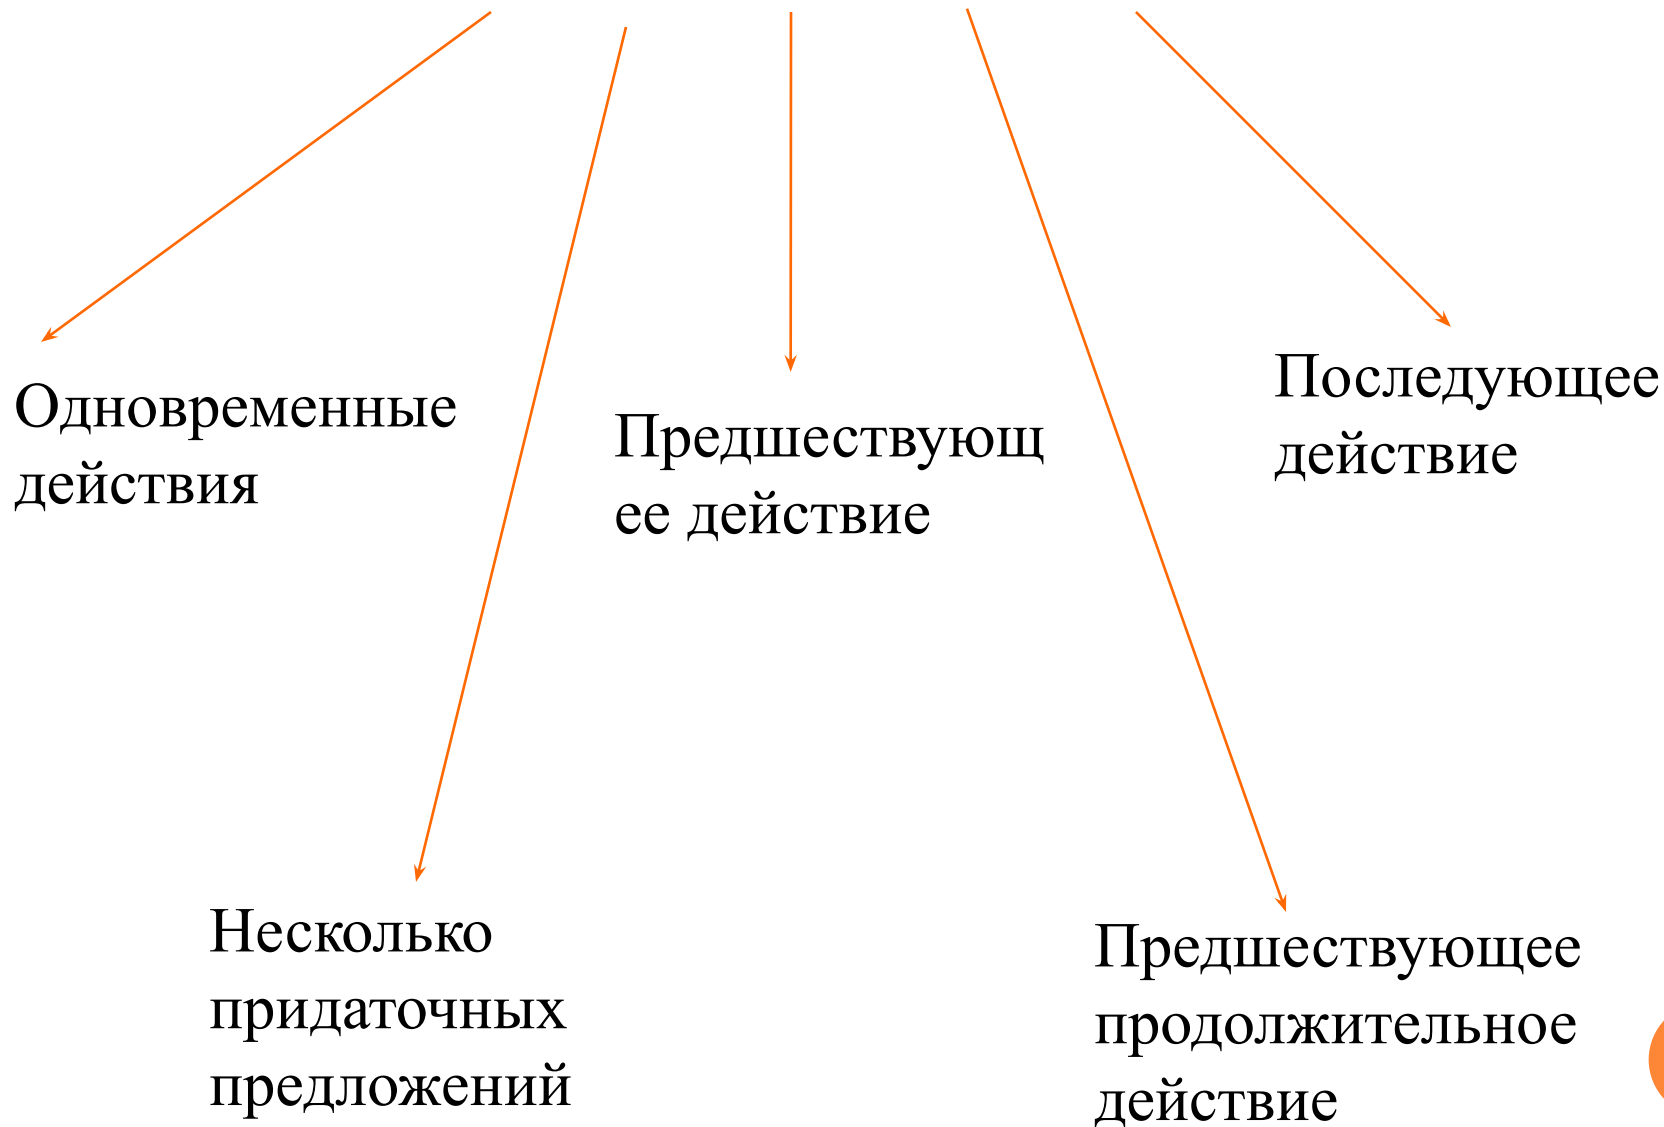 Одновременные
действия
Предшествующ
ее действие
Последующее
действие
Несколько
придаточных
предложений
Предшествующее
продолжительное
действие